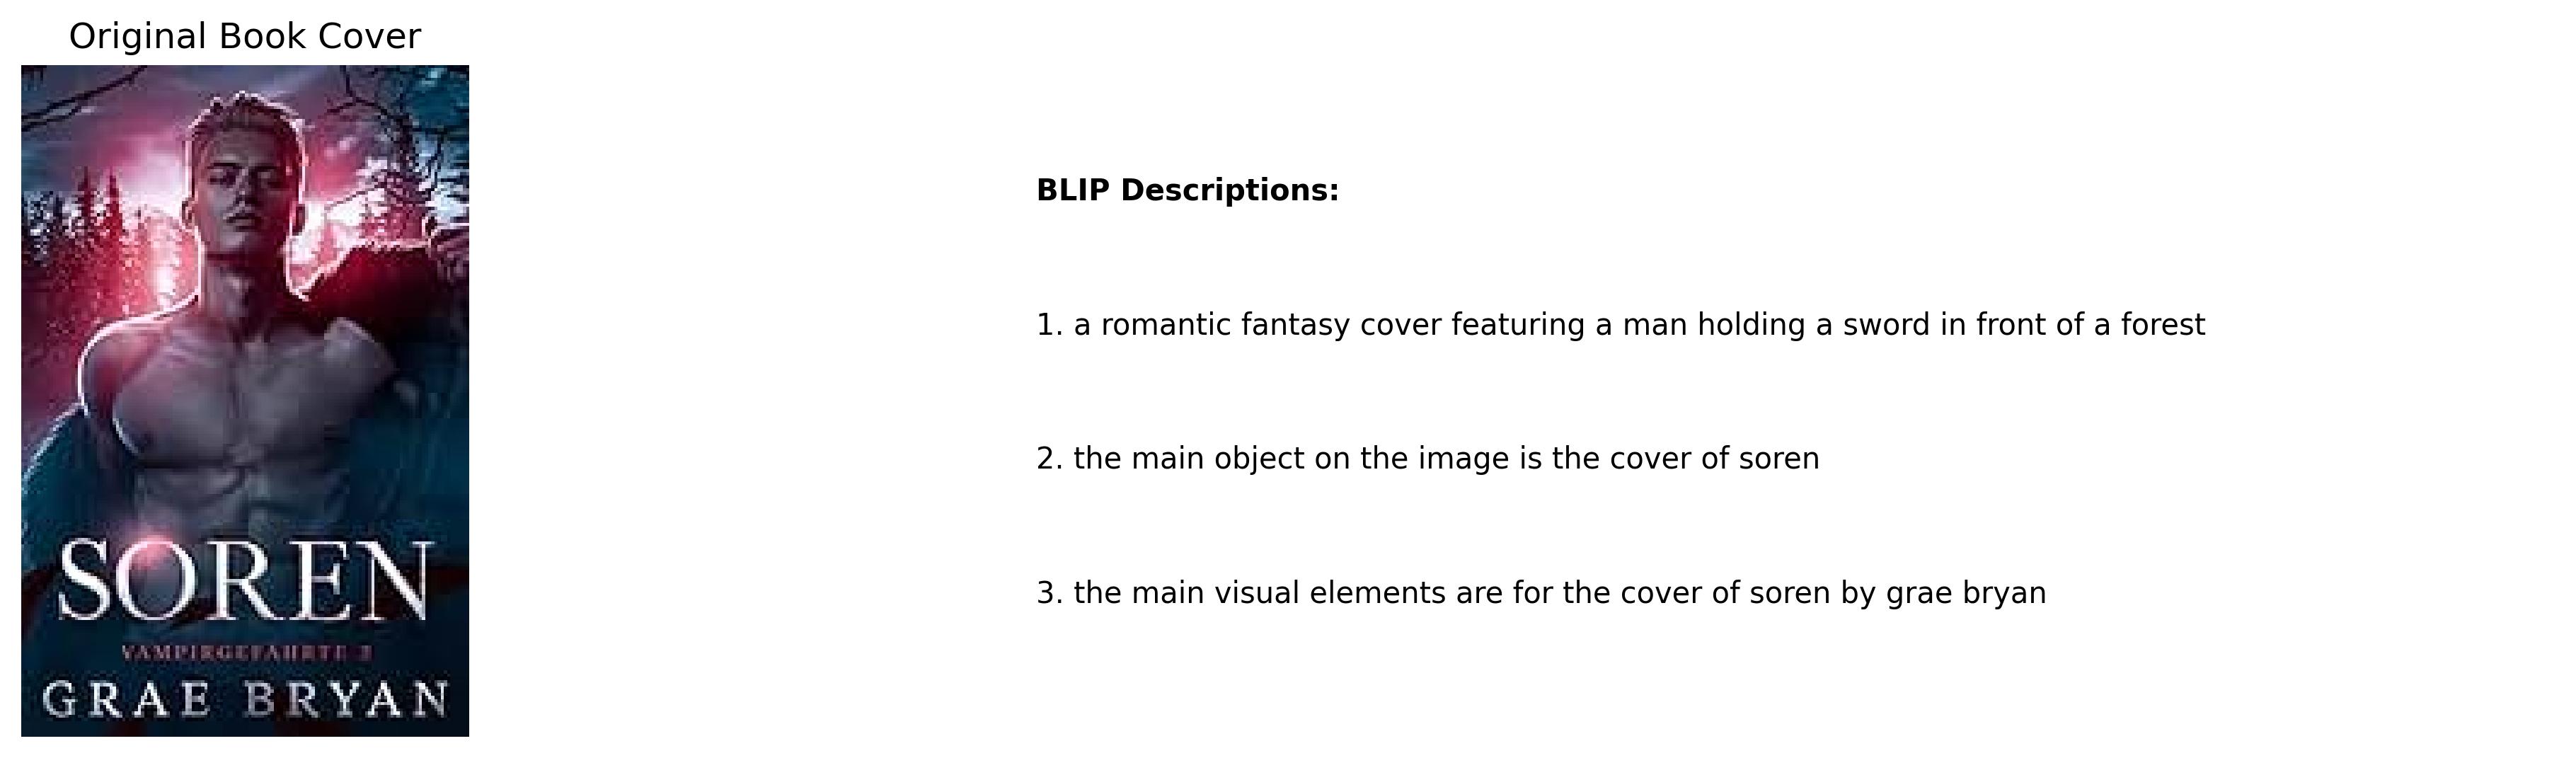 Original Book Cover
SOREN
VAMPIRGEFÄHRTE 2
GRAE BRYAN
BLIP Descriptions:
1. a romantic fantasy cover featuring a man holding a sword in front of a forest
2. the main object on the image is the cover of soren
3. the main visual elements are for the cover of soren by grae bryan